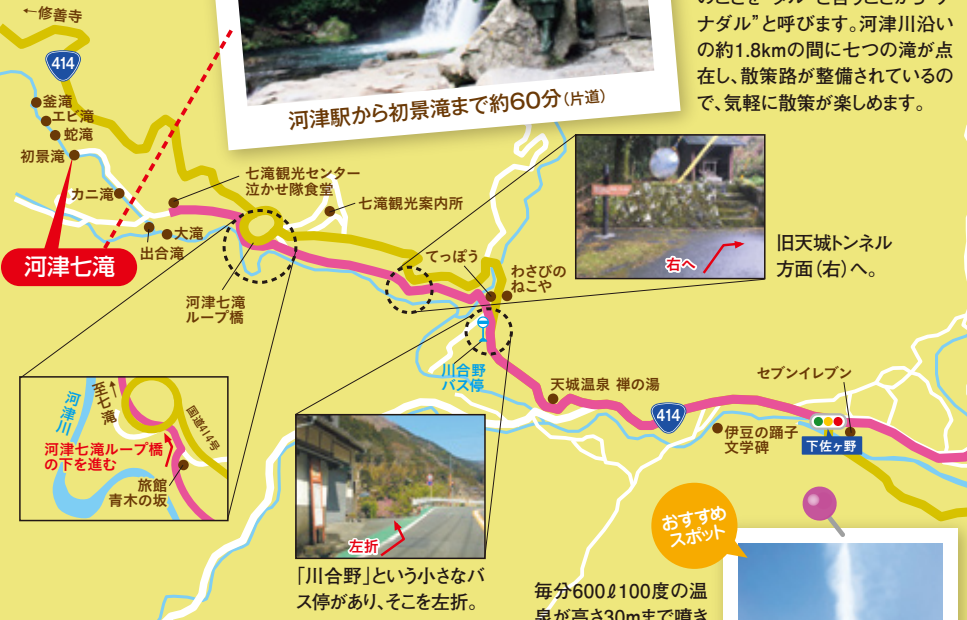 ←修善寺
414
釜滝
エビ滝
蛇滝
初景滝
カニ滝
大滝
出合滝
河津七滝
河津駅から初景滝まで約60分(片道)
ナダル”と呼びます。河津川沿い
の約1.8kmの間に七つの滝が点
在し、散策路が整備されているの
で、気軽に散策が楽しめます。
七滝観光センター
泣かせ隊食堂
七滝観光案内所
河津七滝
ループ橋
てっぽう
わさびの
ねこや
右へ
旧天城トンネル
方面(右)へ。
川合野
バス停
天城温泉 禅の湯
414
セブンイレブン
伊豆の踊子
文学碑
下佐ヶ野
河津川
至七滝
国道414号
河津七滝ループ橋
の下を進む
旅館
青木の坂
左折
「川合野」という小さなバ
ス停があり、そこを左折。
おすすめ
スポット
毎分600ℓ100度の温
泉が高さ30mまで噴き